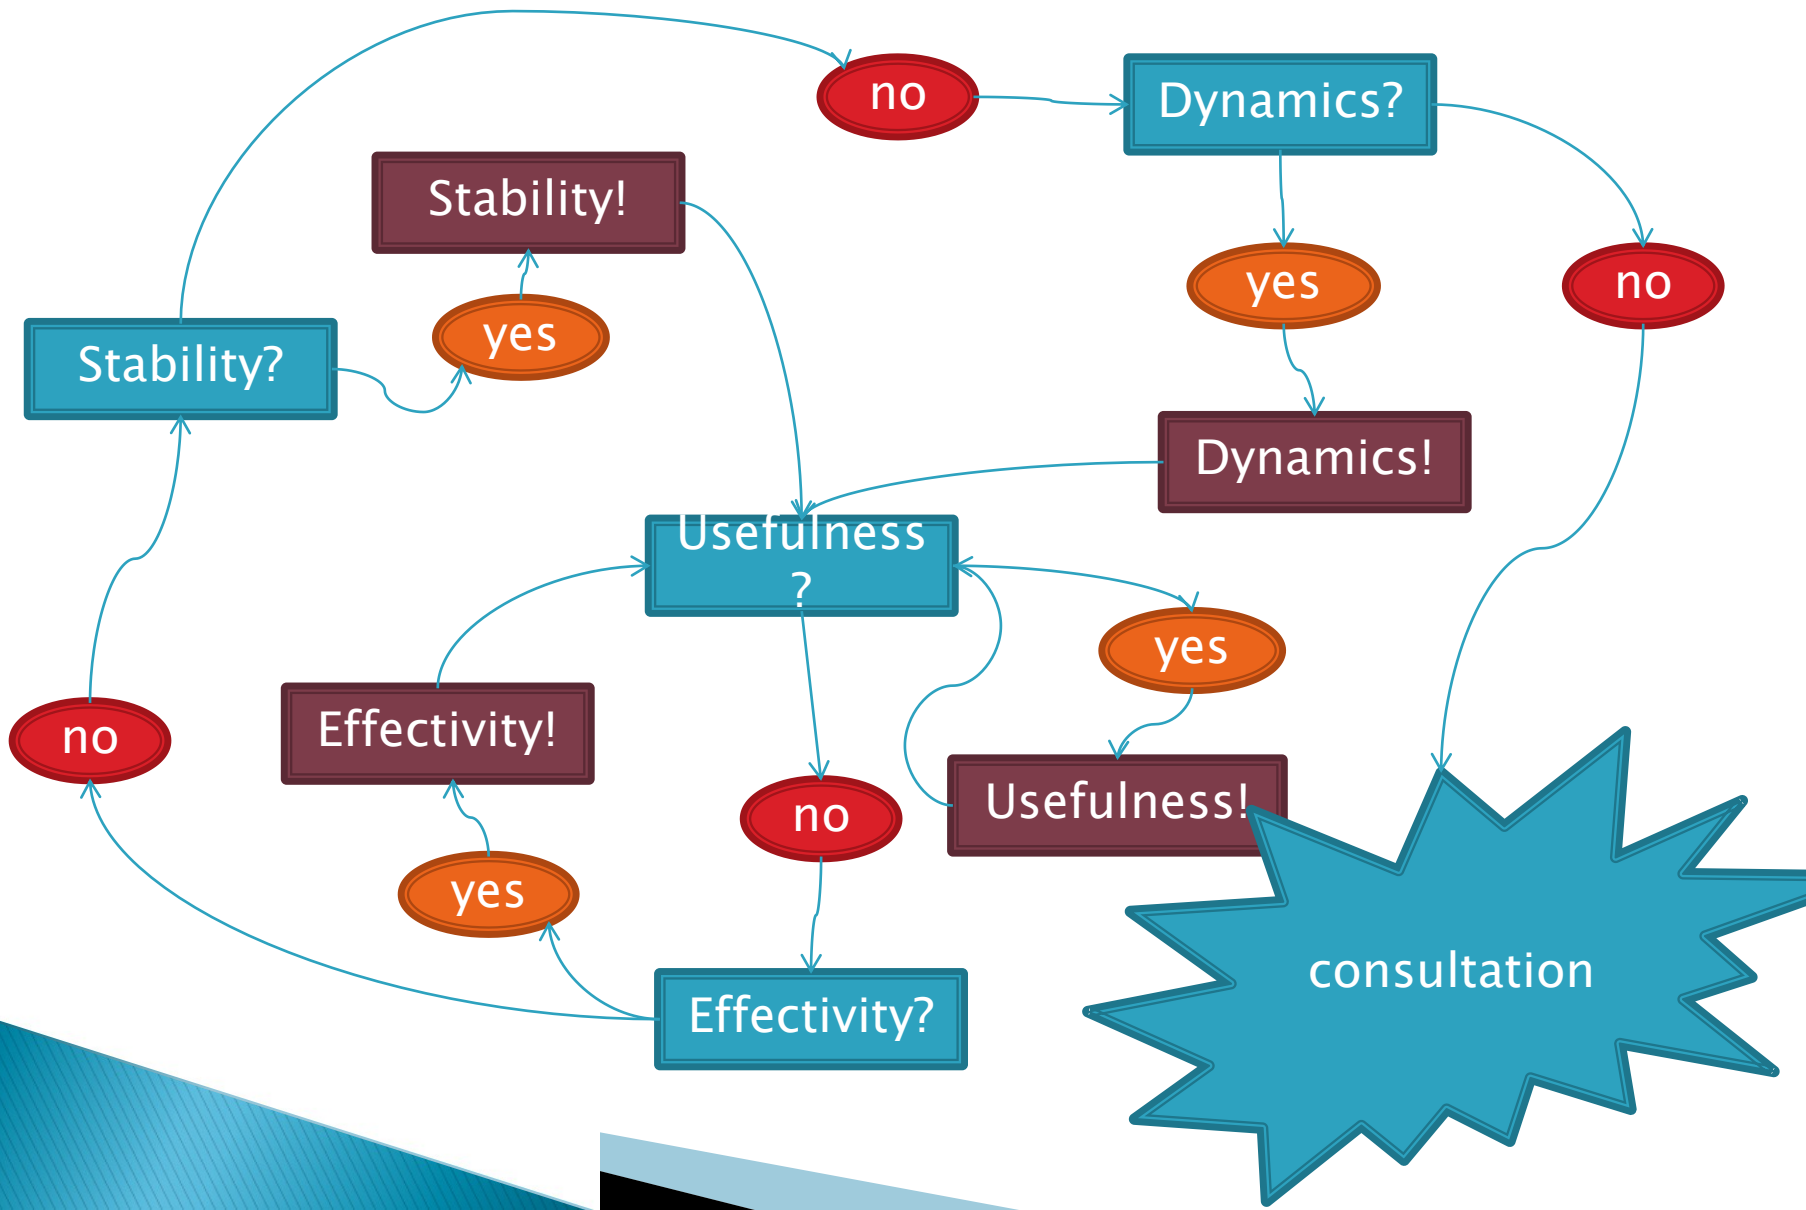 no
Dynamics?
Stability!
yes
no
yes
Stability?
Dynamics!
Usefulness
?
yes
Effectivity!
no
Usefulness!
no
yes
consultation
Effectivity?